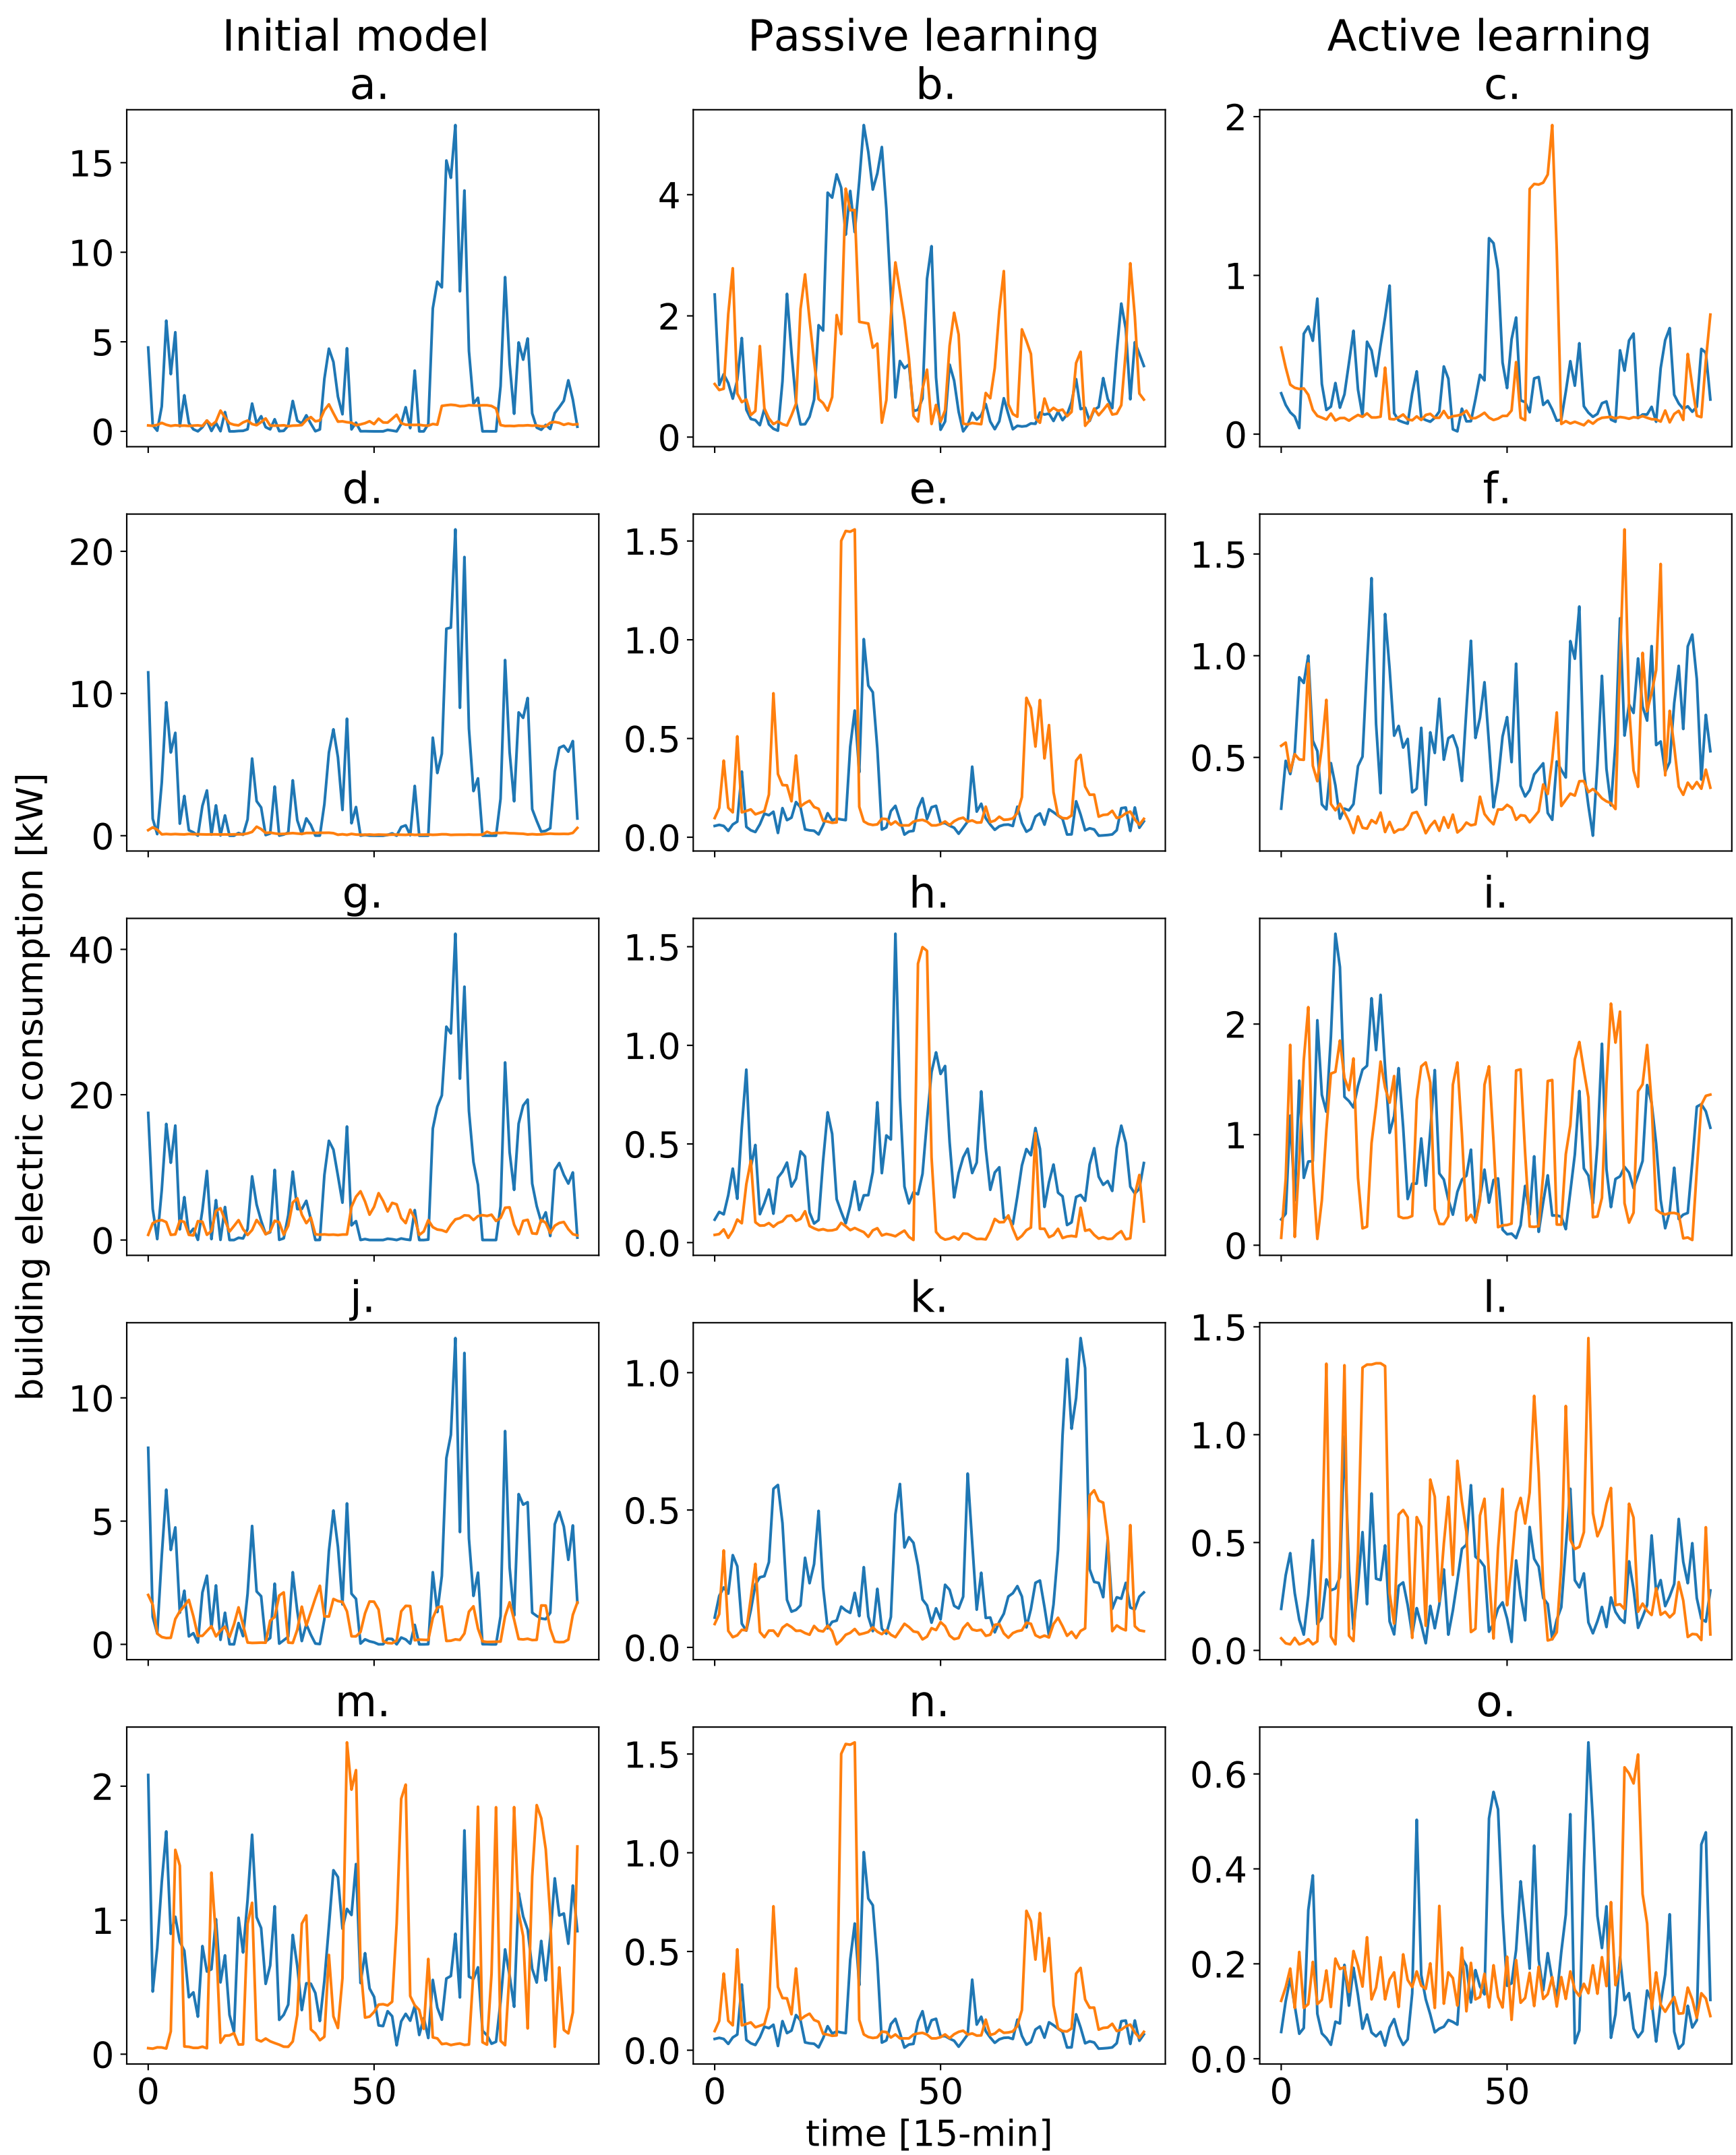 Initial model Passive learning Active learning
a. b. c.
15 4 2
10 2 1
5 0 0
0
d. e. f.
20 1.5 1.5
10 1.0 1.0
0 0.5 0.5
0.0
g. h. i.
40 1.5 2
20 1.0 1
0 0.5 0
0.0
building electric consumption [kW]
j. k. l.
10 1.0 1.5
5 0.5 1.0
0 0.0 0.5
0.0
m. n. o.
2 1.5 0.6
1 1.0 0.4
0 0.5 0.2
0.0 0.0
0 50 0 50 0 50
time [15-min]